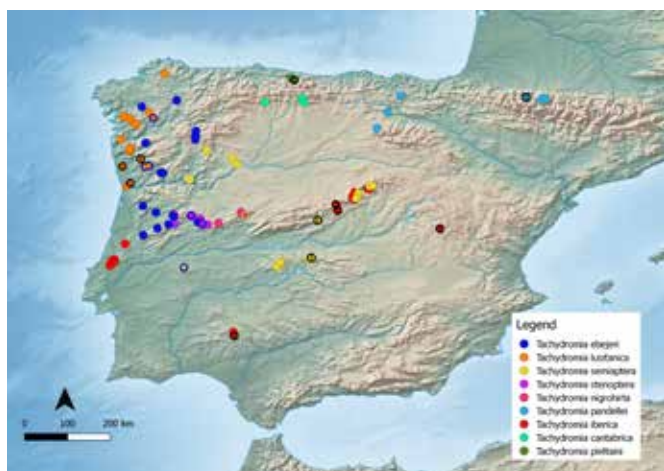 Legend
Tachydromia ebejeri
Tachydromia lusitanica
Tachydromia semiaptera
Tachydromia stenoptera
Tachydromia nigrohirta
Tachydromia pandellei
Tachydromia iberica
Tachydromia cantabrica
Tachydromia pieltaini
0 100 200 km